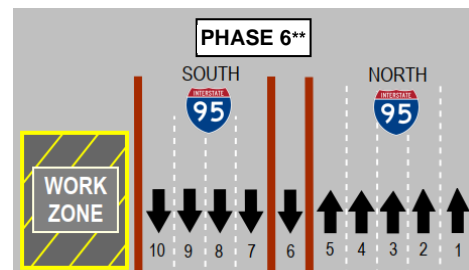 PHASE 6**
SOUTH
NORTH
INTERSTATE
95
INTERSTATE
95
WORK
ZONE
10 9 8 7 6 5 4 3 2 1